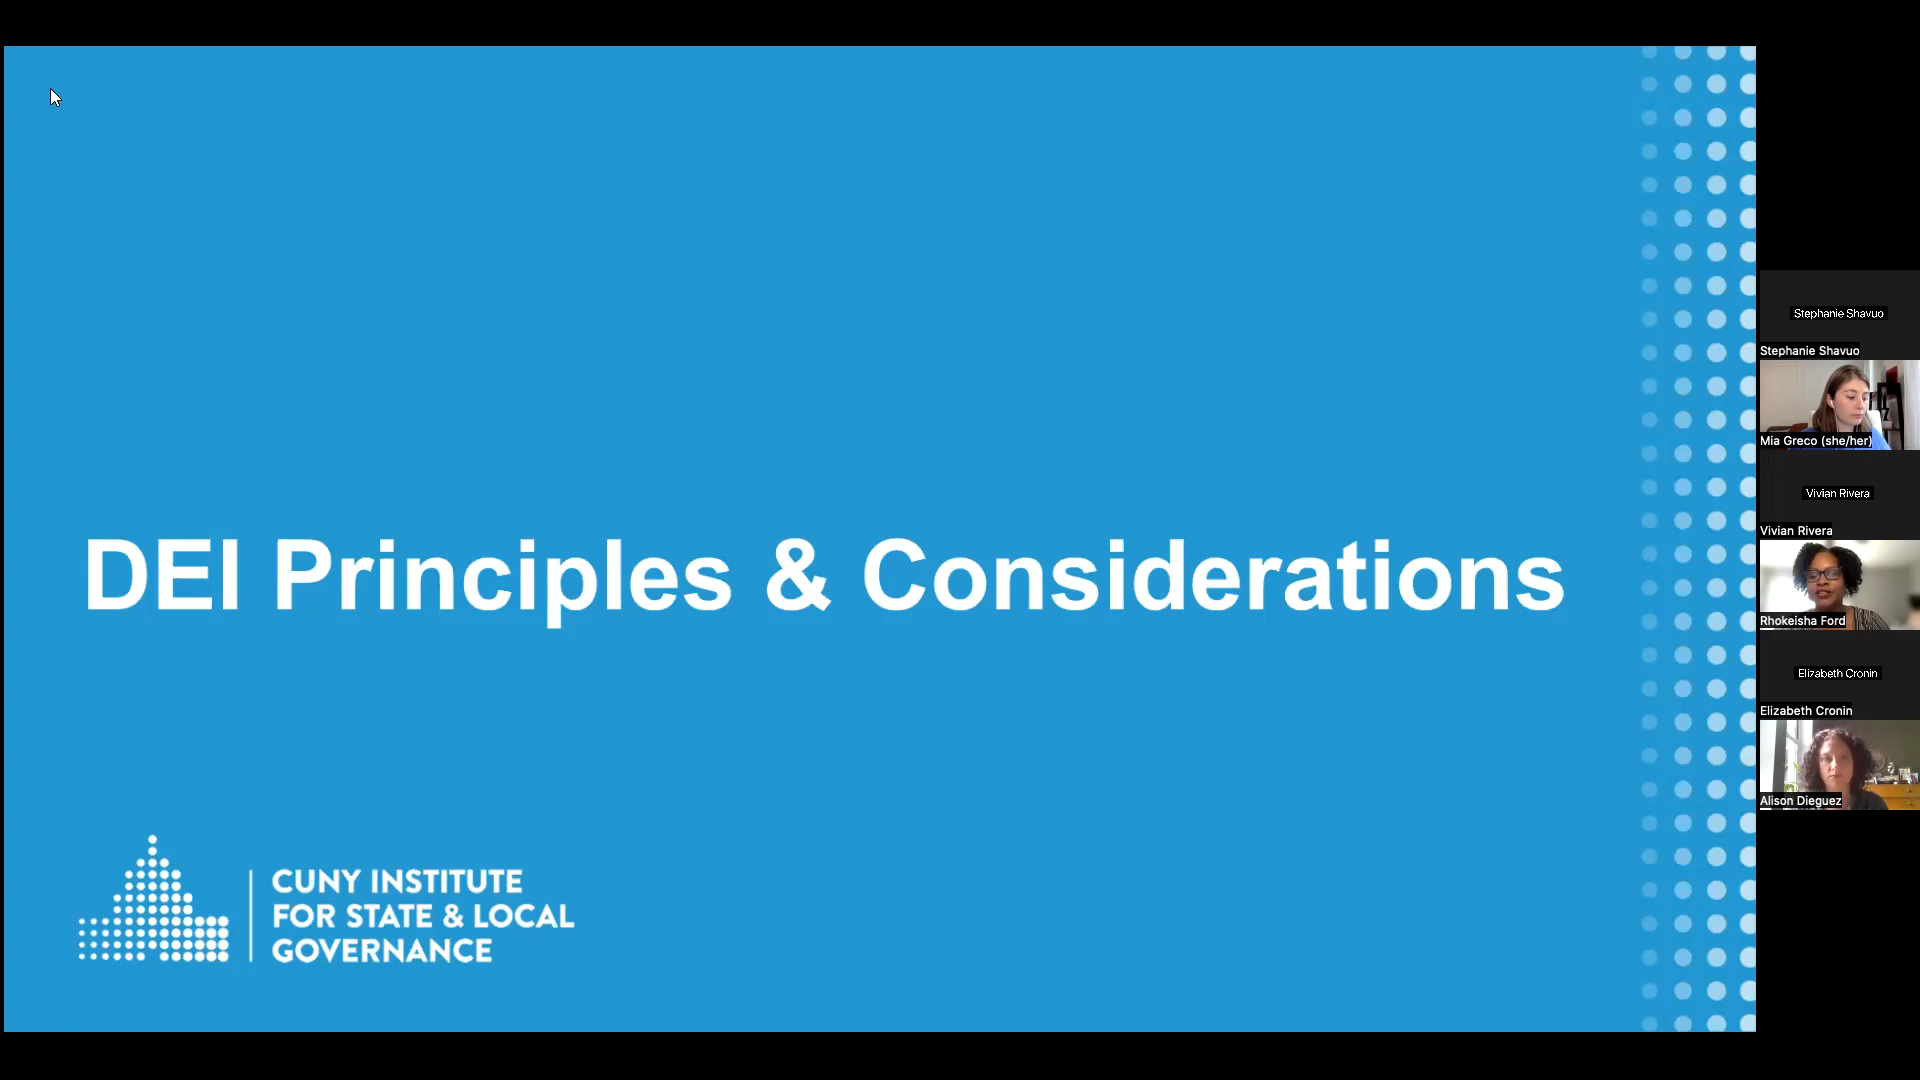 DEI Principles & Considerations
CUNY INSTITUTE
FOR STATE & LOCAL
GOVERNANCE
Stephanie Shavuo
Stephanie Shavuo
Mia Greco (she/her)
Vivian Rivera
Vivian Rivera
Rhokeisha Ford
Elizabeth Cronin
Elizabeth Cronin
Alison Dieguez